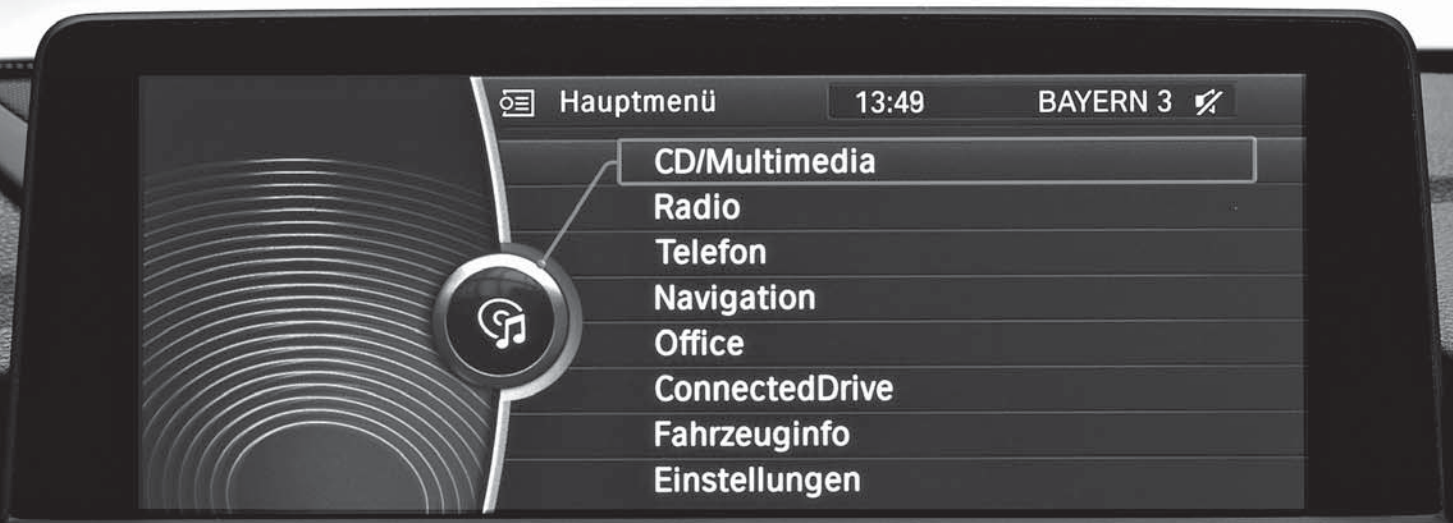 Hauptmenü 13:49 BAYERN 3
CD/Multimedia
Radio
Telefon
Navigation
Office
ConnectedDrive
Fahrzeuginfo
Einstellungen